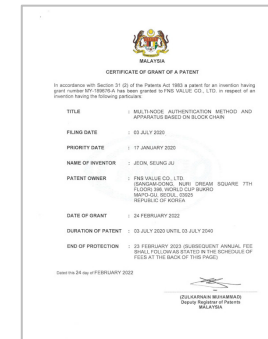 MALAYSIA
CERTIFICATE OF GRANT OF A PATENT
In accordance with Section 31 (2) of the Patents Act 1983 a patent for an invention having
grant number MY-189876-A has been granted to FNS VALUE CO., LTD. in respect of an
invention having the following particulars:
TITLE : MULTI-NODE AUTHENTICATION METHOD AND
APPARATUS BASED ON BLOCK CHAIN
FILING DATE : 03 JULY 2020
PRIORITY DATE : 17 JANUARY 2020
NAME OF INVENTOR : JEON, SEUNG JU
PATENT OWNER : FNS VALUE CO., LTD.
(SANGAM-DONG, NURI DREAM SQUARE 7TH
FLOOR) 396, WORLD CUP BUKRO
MAPO-GU, SEOUL, 03925
REPUBLIC OF KOREA
DATE OF GRANT : 24 FEBRUARY 2022
DURATION OF PATENT : 03 JULY 2020 UNTIL 03 JULY 2040
END OF PROTECTION : 23 FEBRUARY 2023 (SUBSEQUENT ANNUAL FEE
SHALL FOLLOW AS STATED IN THE SCHEDULE OF
FEES AT THE BACK OF THIS PAGE)
Dated this 24 day of FEBRUARY 2022
(ZULKARNAIN MUHAMMAD)
Deputy Registrar of Patents
MALAYSIA